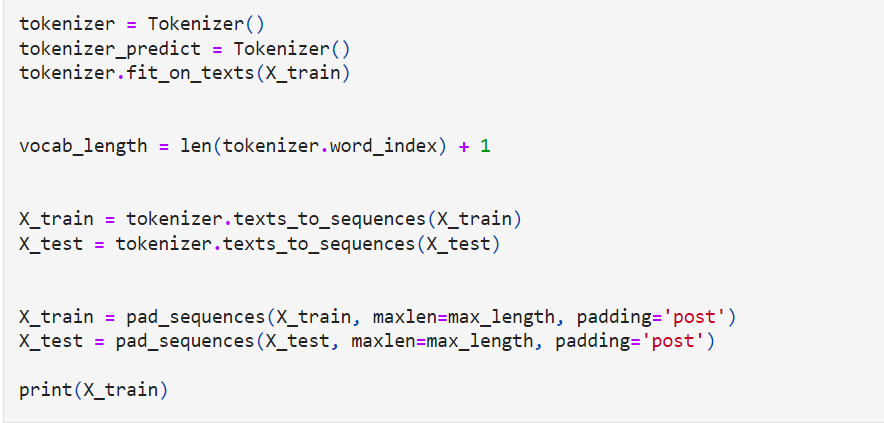 tokenizer = Tokenizer()
tokenizer_predict = Tokenizer()
tokenizer.fit_on_texts(X_train)
vocab_length = len(tokenizer.word_index) + 1
X_train = tokenizer.texts_to_sequences(X_train)
X_test = tokenizer.texts_to_sequences(X_test)
X_train = pad_sequences(X_train, maxlen=max_length, padding='post')
X_test = pad_sequences(X_test, maxlen=max_length, padding='post')
print(X_train)